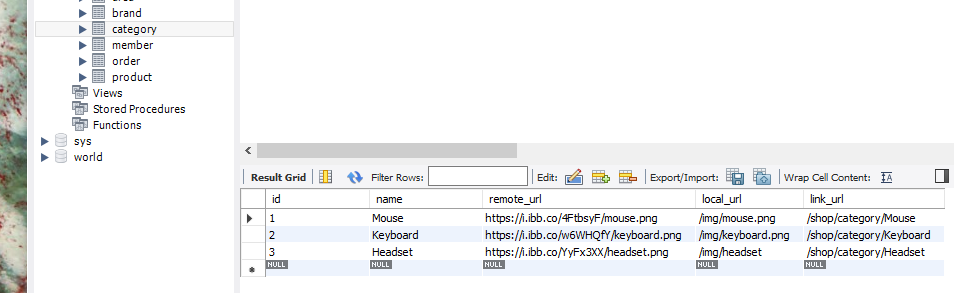 brand
category
member
order
product
Views
Stored Procedures
Functions
sys
world
Result Grid Filter Rows: Edit: Export/Import: Wrap Cell Content:
id name remote_url local_url link_url
1 Mouse https://i.ibb.co/4FtbsyF/mouse.png /img/mouse.png /shop/category/Mouse
2 Keyboard https://i.ibb.co/w6WHQfY/keyboard.png /img/keyboard.png /shop/category/Keyboard
3 Headset https://i.ibb.co/YyFx3XX/headset.png /img/headset /shop/category/Headset
NULL NULL NULL NULL NULL